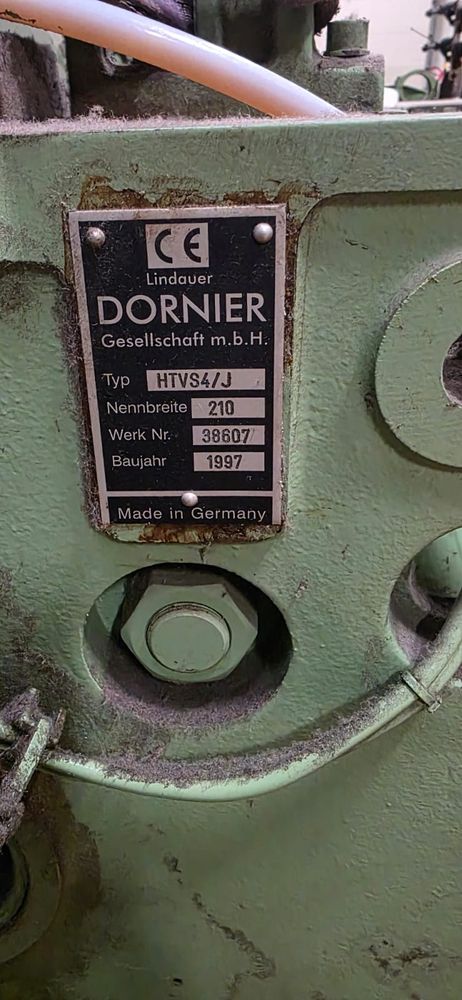 CE
Lindauer
DORNIER
Gesellschaft m.b.H.
Typ HTVS4/J
Nennbreite 210
Werk Nr. 38607
Baujahr 1997
Made in Germany